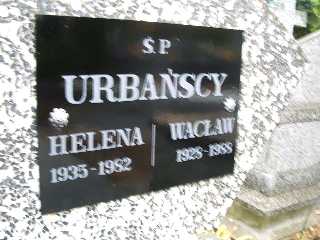 Ś.P
URBAŃSCY
HELENA
1935-1982
WACŁAW
1928-1988